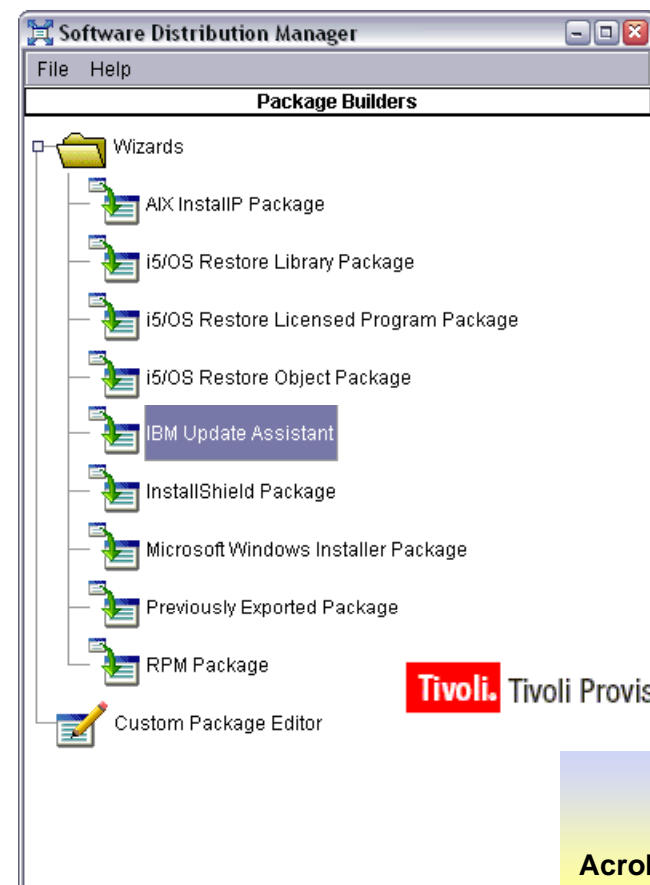 Software Distribution Manager
File Help
Package Builders
Wizards
AIX InstallP Package
i5/OS Restore Library Package
i5/OS Restore Licensed Program Package
i5/OS Restore Object Package
IBM Update Assistant
InstallShield Package
Microsoft Windows Installer Package
Previously Exported Package
RPM Package
Tivoli. Tivoli
Custom Package Editor